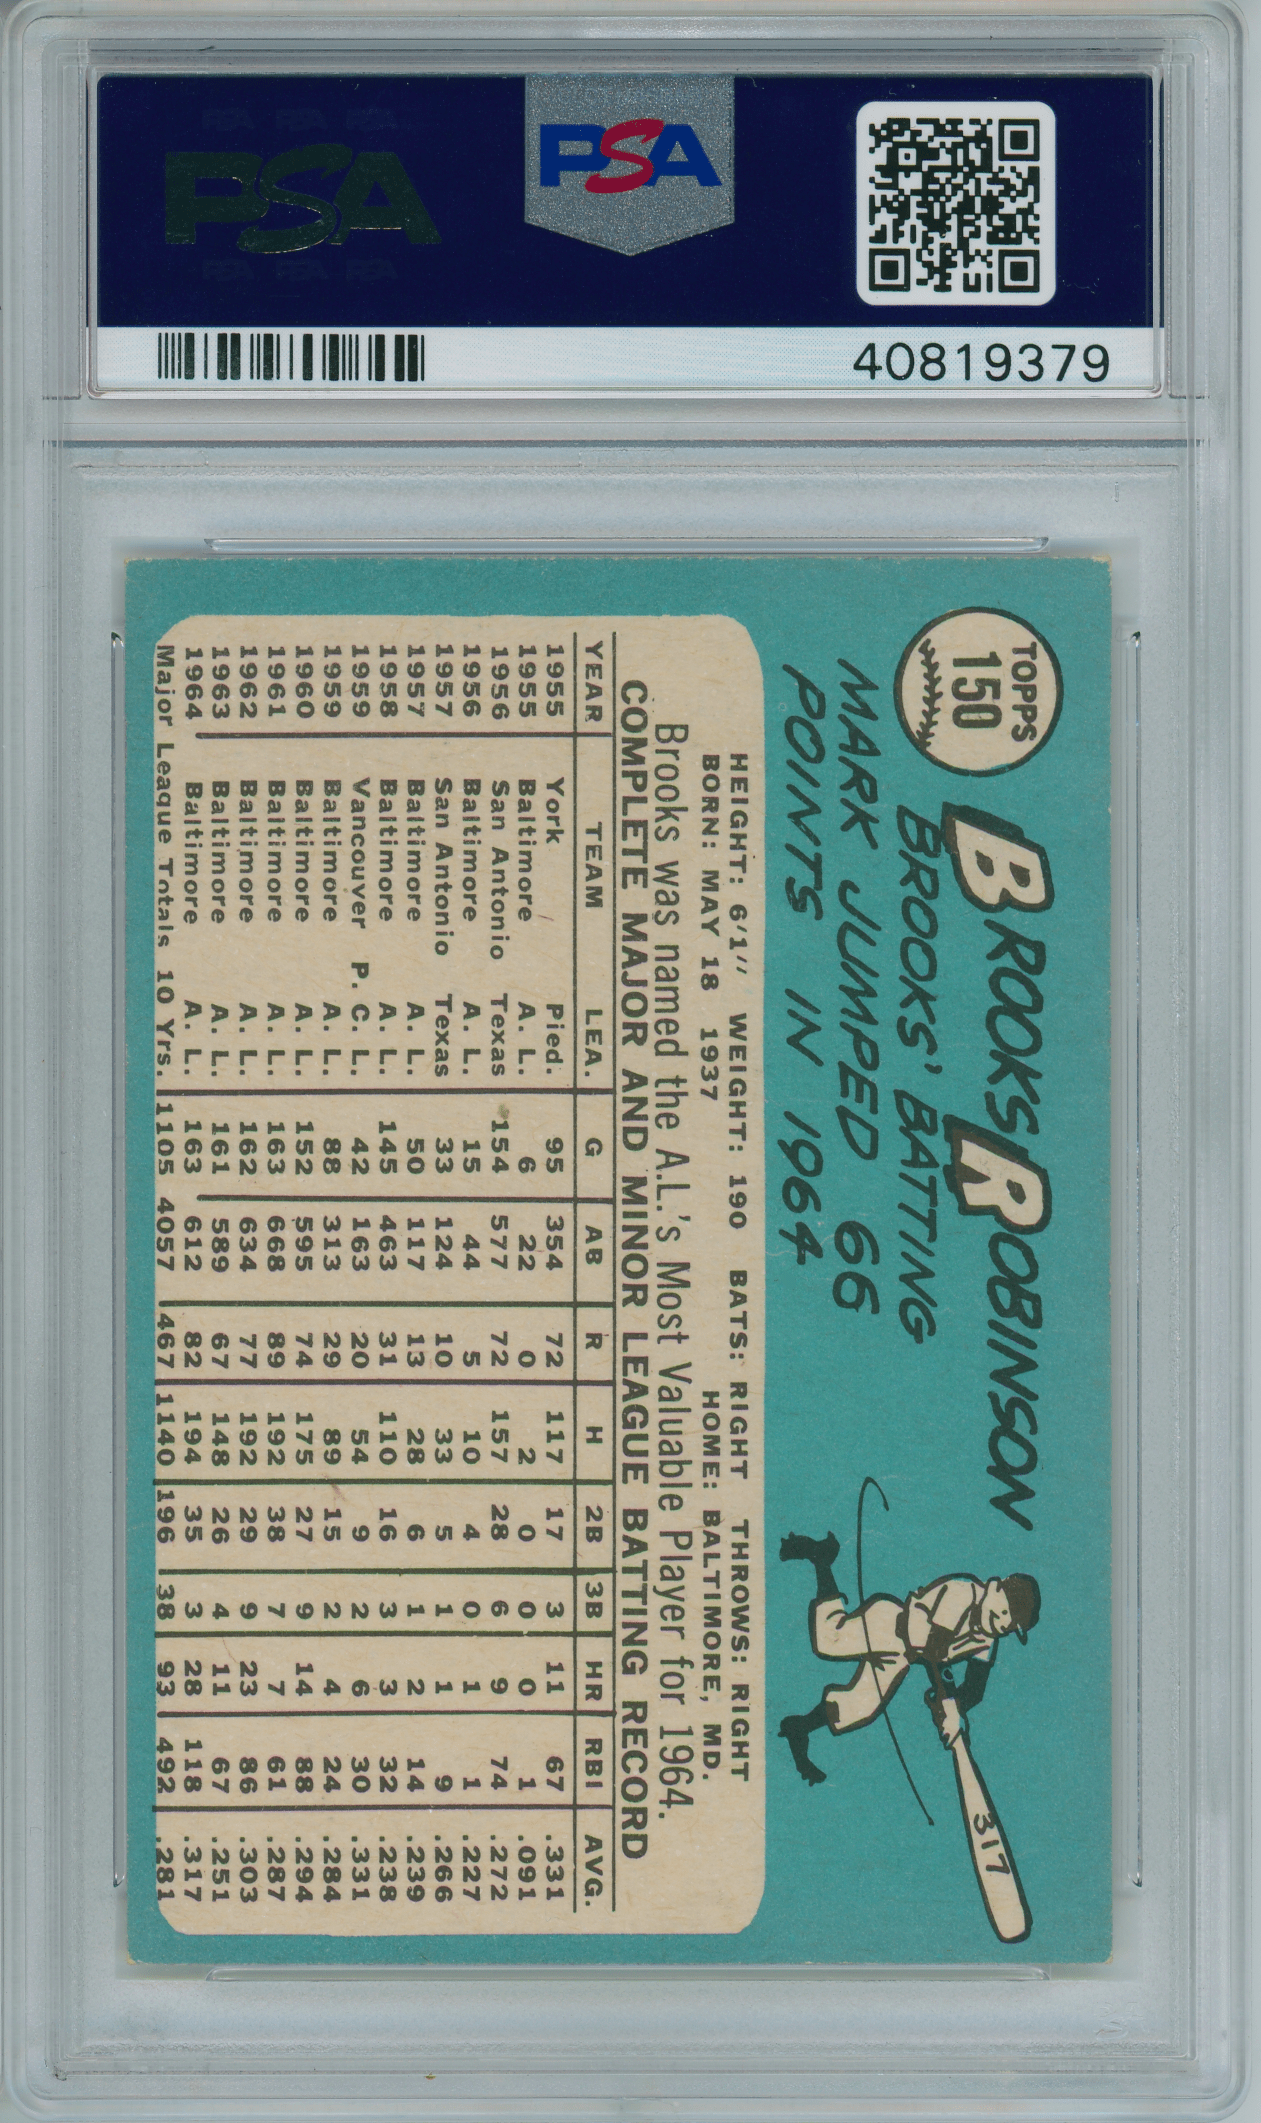 PSA
PSA
40819379
TOPPS
150
BROOKS ROBINSON
BROOKS' BATTING
MARK JUMPED 66
POINTS IN 1964
317
HEIGHT: 6'1" WEIGHT: 190 BATS: RIGHT THROWS: RIGHT
BORN: MAY 18 1937 HOME: BALTIMORE, MD.
Brooks was named the A.L.'s Most Valuable Player for 1964.
COMPLETE MAJOR AND MINOR LEAGUE BATTING RECORD
YEAR TEAM LEA. G AB R H 2B 3B HR RBI AVG.
1955 York Pied. 95 354 72 117 17 3 11 67 .331
1955 Baltimore A. L. 6 22 0 2 0 0 0 1 .091
1956 San Antonio Texas 154 577 72 157 28 6 9 74 .272
1956 Baltimore A. L. 15 44 5 10 4 0 1 1 .227
1957 San Antonio Texas 33 124 10 33 5 1 1 9 .266
1957 Baltimore A. L. 50 117 13 28 6 1 2 14 .239
1958 Baltimore A. L. 145 463 31 110 16 3 3 32 .238
1959 Vancouver P. C. L. 42 163 20 54 9 2 6 30 .331
1959 Baltimore A. L. 88 313 29 89 15 2 4 24 .284
1960 Baltimore A. L. 152 595 74 175 27 9 14 88 .294
1961 Baltimore A. L. 163 668 89 192 38 7 7 61 .287
1962 Baltimore A. L. 162 634 77 192 29 9 23 86 .303
1963 Baltimore A. L. 161 589 67 148 26 4 11 67 .251
1964 Baltimore A. L. 163 612 82 194 35 3 28 118 .317
Major League Totals 10 Yrs. 1105 4057 467 1140 196 38 93 492 .281